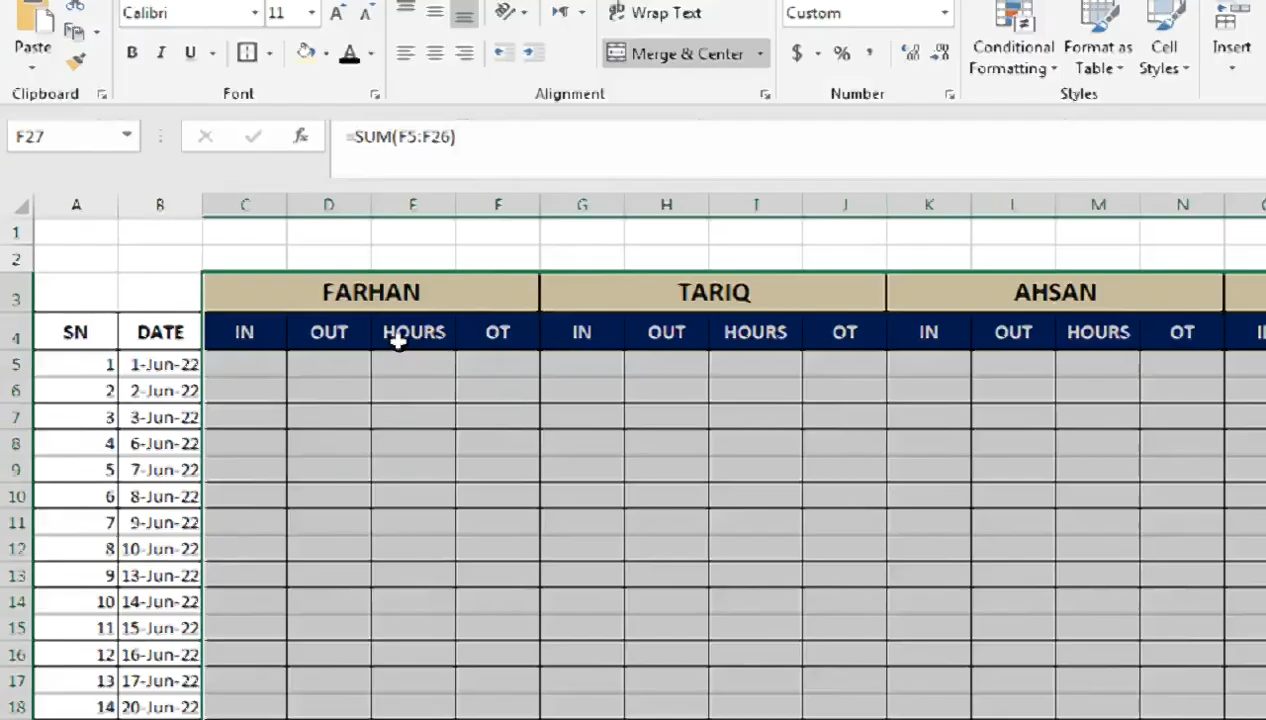 Calibri 11 Wrap Text Custom
Paste B I U A Merge & Center $ % Conditional Formatting Format as Table Cell Styles Insert
Clipboard Font Alignment Number Styles
F27 fx =SUM(F5:F26)
A B C D E F G H I J K L M N
1
2
3 FARHAN TARIQ AHSAN
4 SN DATE IN OUT HOURS OT IN OUT HOURS OT IN OUT HOURS OT
5 1 1-Jun-22
6 2 2-Jun-22
7 3 3-Jun-22
8 4 6-Jun-22
9 5 7-Jun-22
10 6 8-Jun-22
11 7 9-Jun-22
12 8 10-Jun-22
13 9 13-Jun-22
14 10 14-Jun-22
15 11 15-Jun-22
16 12 16-Jun-22
17 13 17-Jun-22
18 14 20-Jun-22